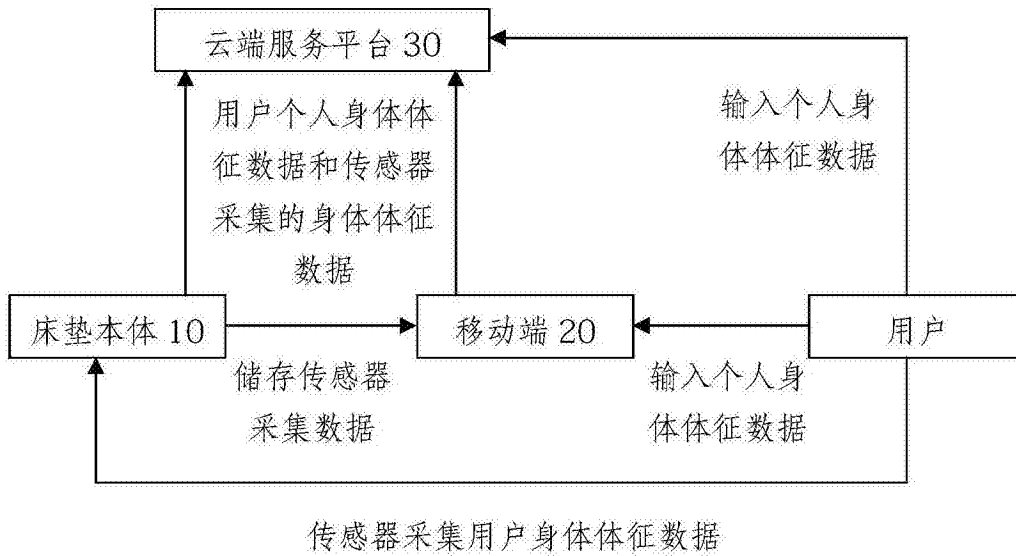 云端服务平台 30
用户个人身体体
征数据和传感器
采集的身体体征
数据
输入个人身
体体征数据
床垫本体 10
移动端 20
用户
储存传感器
采集数据
输入个人身
体体征数据
传感器采集用户身体体征数据